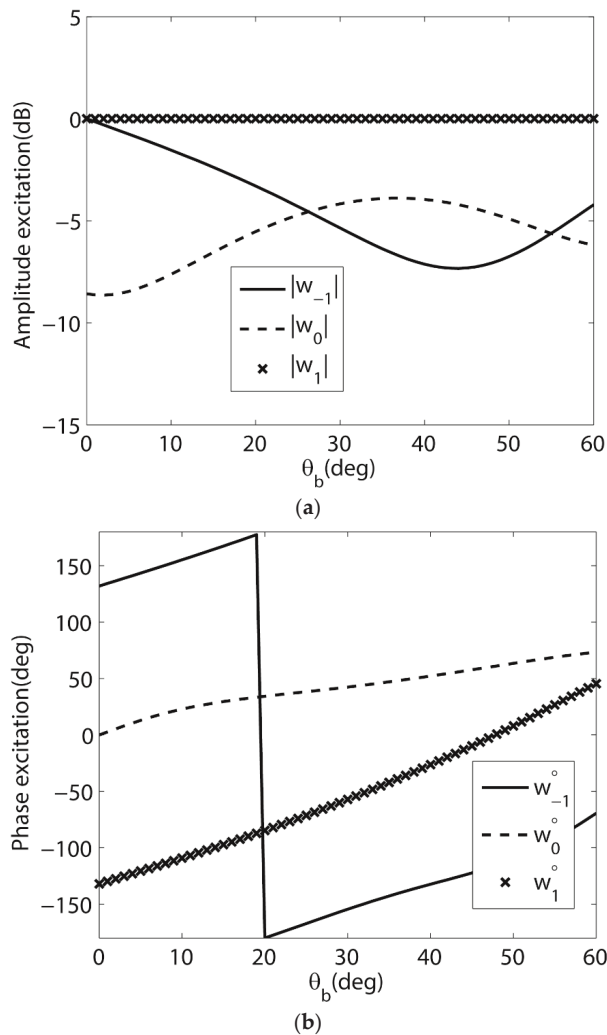 5
0
−5
−10
−15
Amplitude excitation(dB)
|w₋₁|
|w₀|
|w₁|
0 10 20 30 40 50 60
θ_b(deg)
(a)
150
100
50
0
−50
−100
−150
Phase excitation(deg)
w°₋₁
w°₀
w°₁
0 10 20 30 40 50 60
θ_b(deg)
(b)